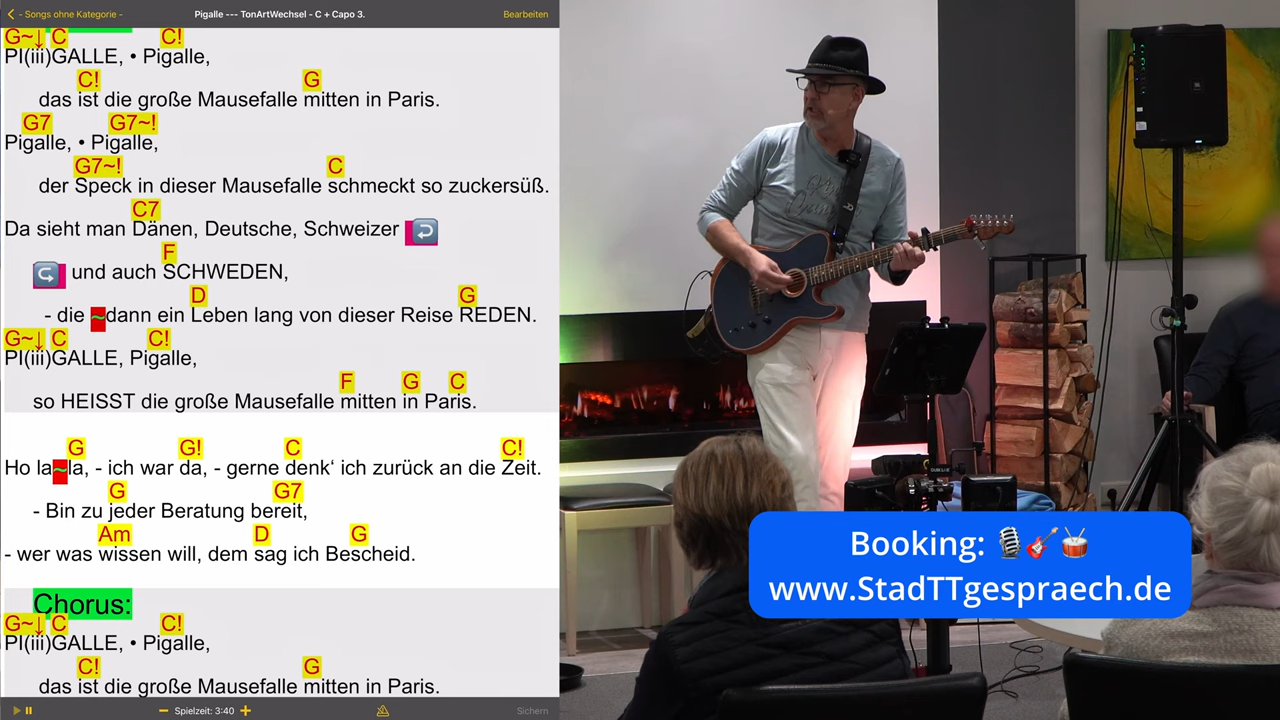 - Songs ohne Kategorie -
Pigalle --- TonArtWechsel - C + Capo 3.
Bearbeiten
G~↓ C C!
PI(iii)GALLE, • Pigalle,
C! G
das ist die große Mausefalle mitten in Paris.
G7 G7~!
Pigalle, • Pigalle,
G7~! C
der Speck in dieser Mausefalle schmeckt so zuckersüß.
C7
Da sieht man Dänen, Deutsche, Schweizer
F
und auch SCHWEDEN,
D G
- die ~dann ein Leben lang von dieser Reise REDEN.
G~↓ C C!
PI(iii)GALLE, Pigalle,
F G C
so HEISST die große Mausefalle mitten in Paris.
G G! C C!
Ho la~la, - ich war da, - gerne denk‘ ich zurück an die Zeit.
G G7
- Bin zu jeder Beratung bereit,
Am D G
- wer was wissen will, dem sag ich Bescheid.
Chorus:
G~↓ C C!
PI(iii)GALLE, • Pigalle,
C! G
das ist die große Mausefalle mitten in Paris.
Spielzeit: 3:40
Sichern
Booking: 🎙🎸🥁
www.StadTTgespraech.de
JBL